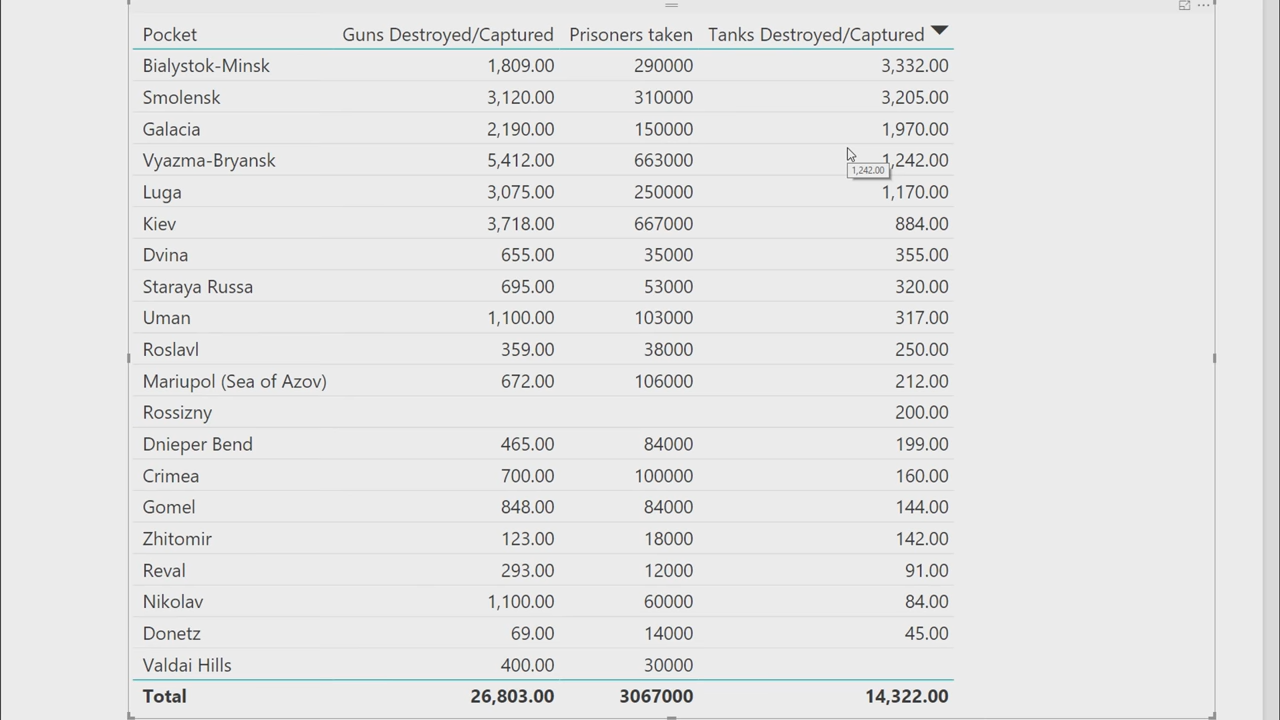 Pocket Guns Destroyed/Captured Prisoners taken Tanks Destroyed/Captured
Bialystok-Minsk 1,809.00 290000 3,332.00
Smolensk 3,120.00 310000 3,205.00
Galacia 2,190.00 150000 1,970.00
Vyazma-Bryansk 5,412.00 663000 1,242.00
1,242.00
Luga 3,075.00 250000 1,170.00
Kiev 3,718.00 667000 884.00
Dvina 655.00 35000 355.00
Staraya Russa 695.00 53000 320.00
Uman 1,100.00 103000 317.00
Roslavl 359.00 38000 250.00
Mariupol (Sea of Azov) 672.00 106000 212.00
Rossizny 200.00
Dnieper Bend 465.00 84000 199.00
Crimea 700.00 100000 160.00
Gomel 848.00 84000 144.00
Zhitomir 123.00 18000 142.00
Reval 293.00 12000 91.00
Nikolav 1,100.00 60000 84.00
Donetz 69.00 14000 45.00
Valdai Hills 400.00 30000
Total 26,803.00 3067000 14,322.00